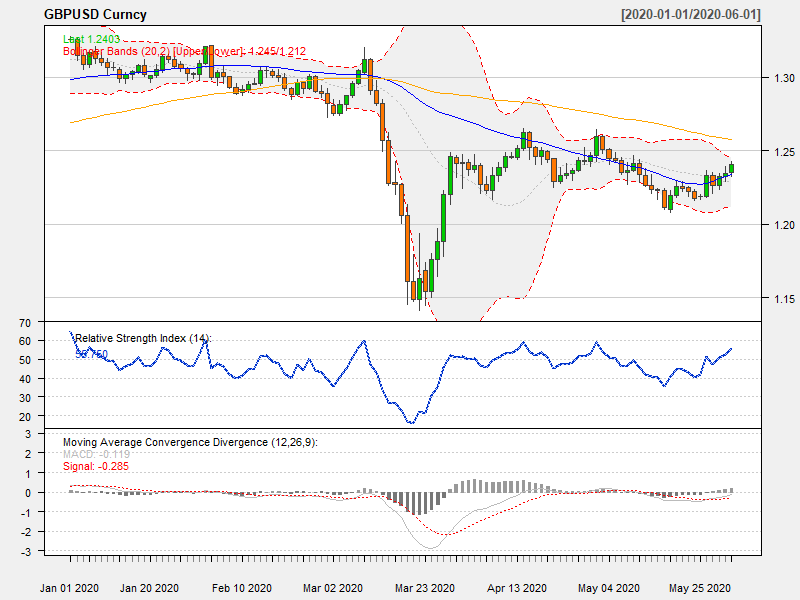 GBPUSD Curncy
[2020-01-01/2020-06-01]
Last 1.2403
Bollinger Bands (20,2) [Upper/Lower]: 1.245/1.212
1.30
1.25
1.20
1.15
70
60
50
40
30
20
Relative Strength Index (14):
55.750
3
2
1
0
-1
-2
-3
Moving Average Convergence Divergence (12,26,9):
MACD: -0.119
Signal: -0.285
Jan 01 2020
Jan 20 2020
Feb 10 2020
Mar 02 2020
Mar 23 2020
Apr 13 2020
May 04 2020
May 25 2020